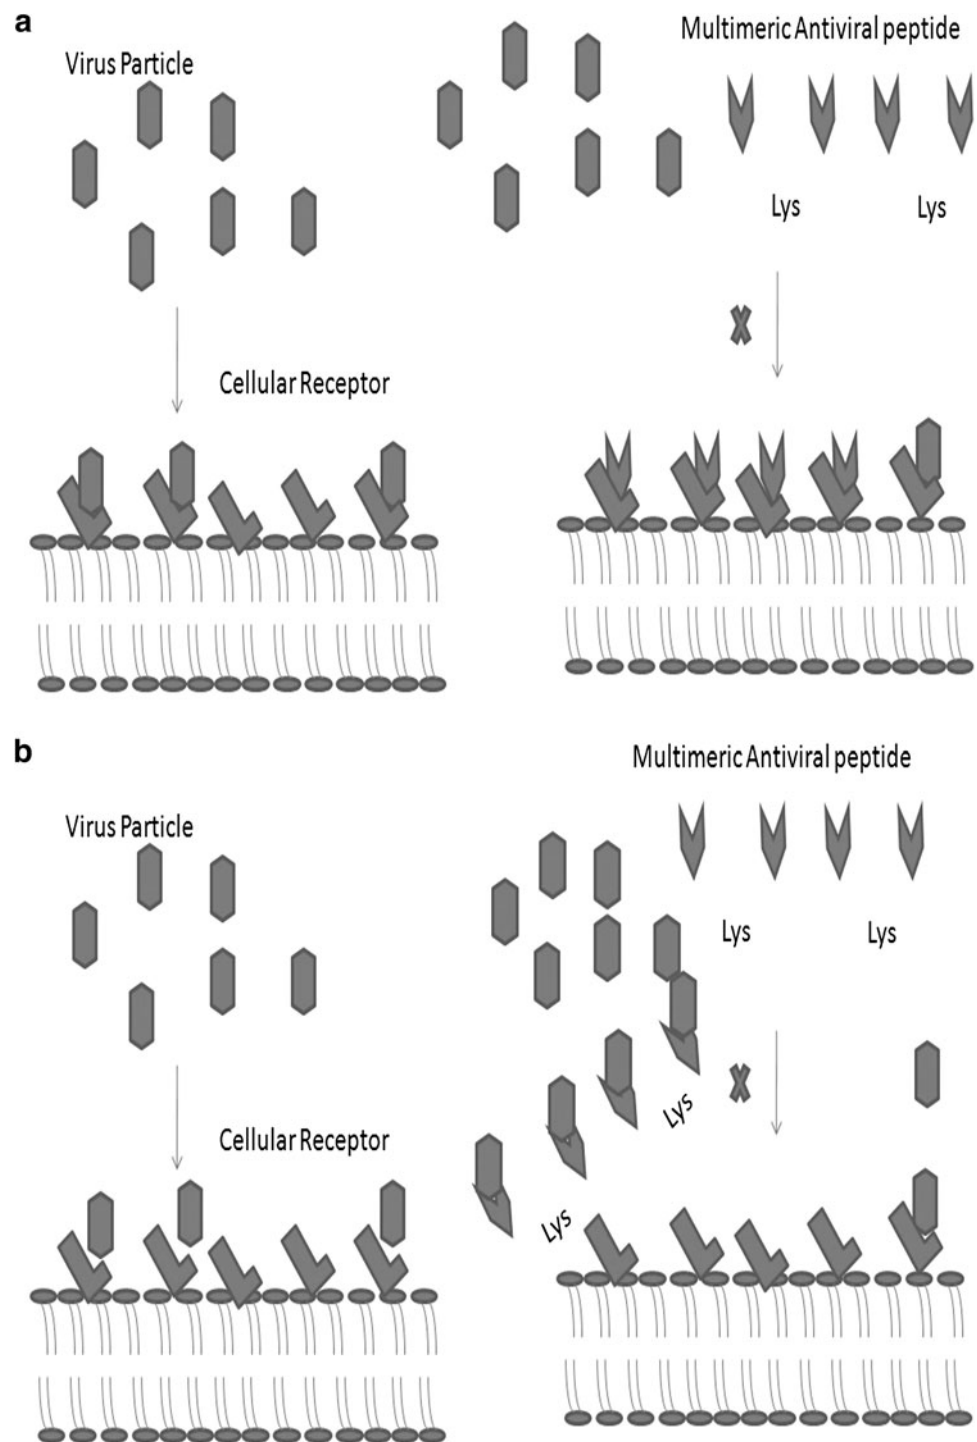 a
Virus Particle
Multimeric Antiviral peptide
Lys
Lys
Cellular Receptor
b
Multimeric Antiviral peptide
Virus Particle
Lys
Lys
Lys
Cellular Receptor
Lys